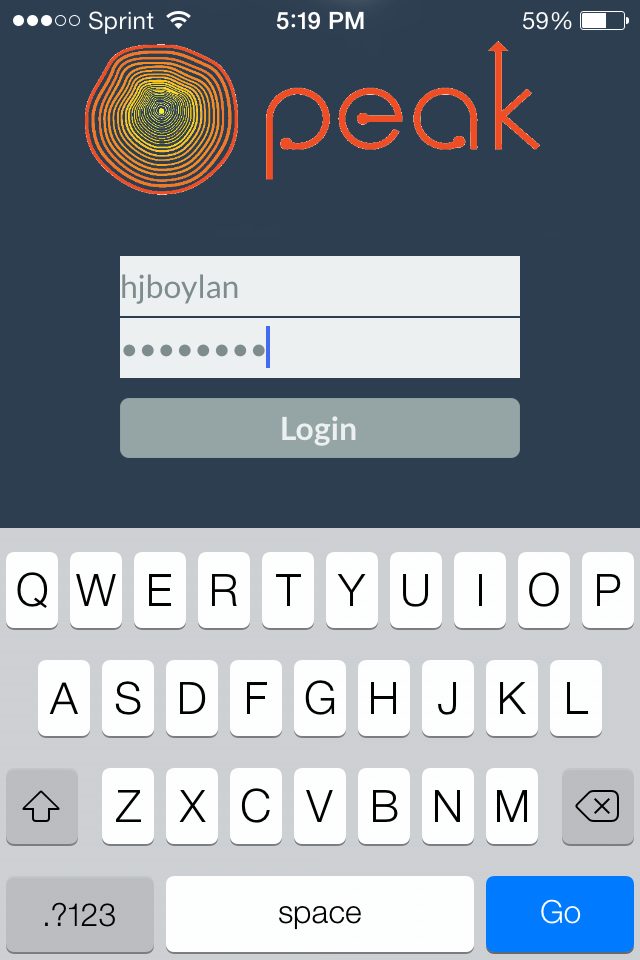 Sprint 5:19 PM 59%
peak
hjboylan
••••••••
Login
Q W E R T Y U I O P
A S D F G H J K L
Z X C V B N M
.?123 space Go